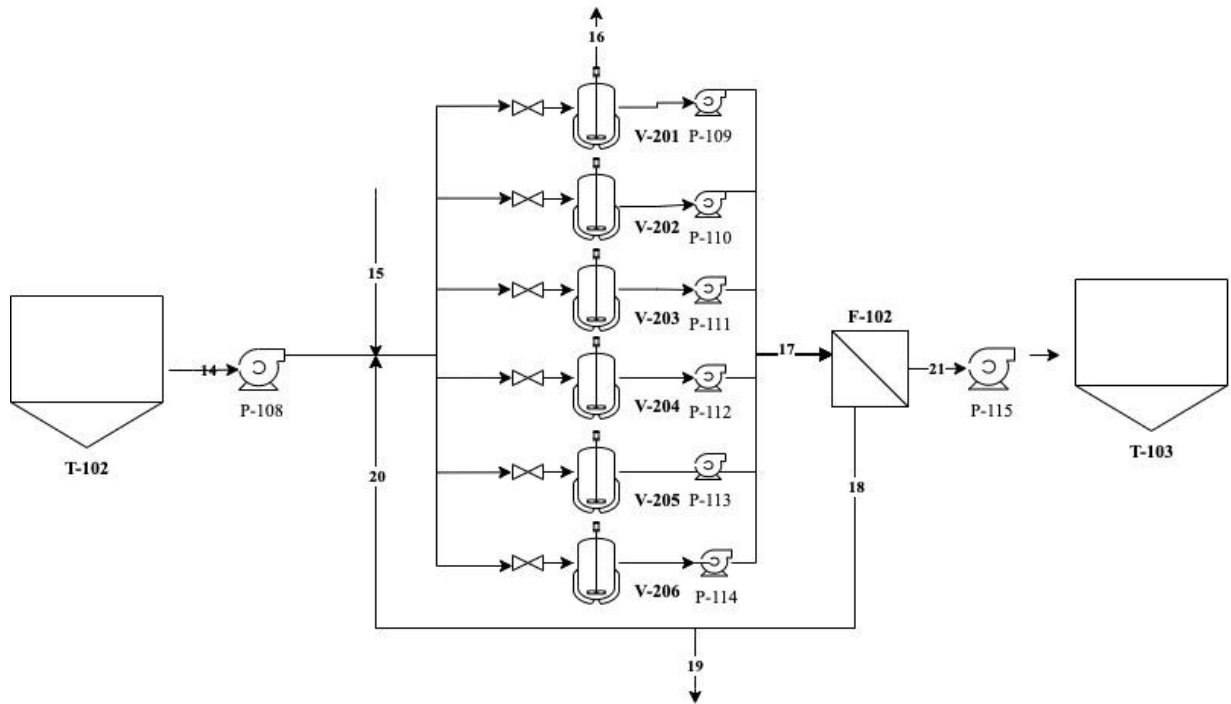 16
V-201 P-109
V-202 P-110
15
V-203 P-111
F-102
14
17
21
P-108
V-204 P-112
P-115
T-102
T-103
20
V-205 P-113
18
V-206 P-114
19